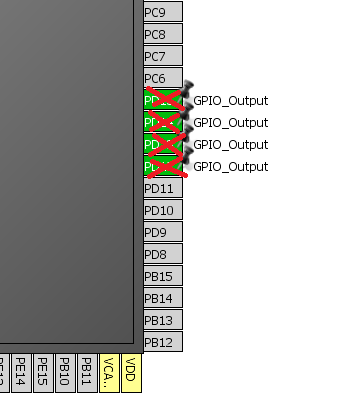 PC9
PC8
PC7
PC6
GPIO_Output
GPIO_Output
GPIO_Output
GPIO_Output
PD11
PD10
PD9
PD8
PB15
PB14
PB13
PB12
PE14
PE15
PB10
PB11
VCA..
VDD